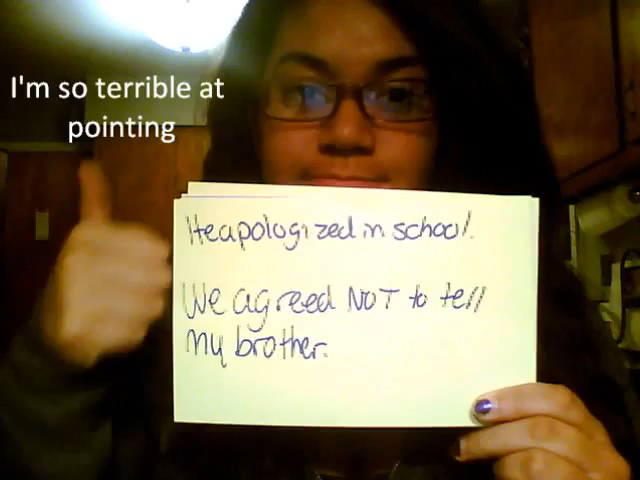 I'm so terrible at
pointing
He apologized in school.
We agreed NOT to tell
my brother.